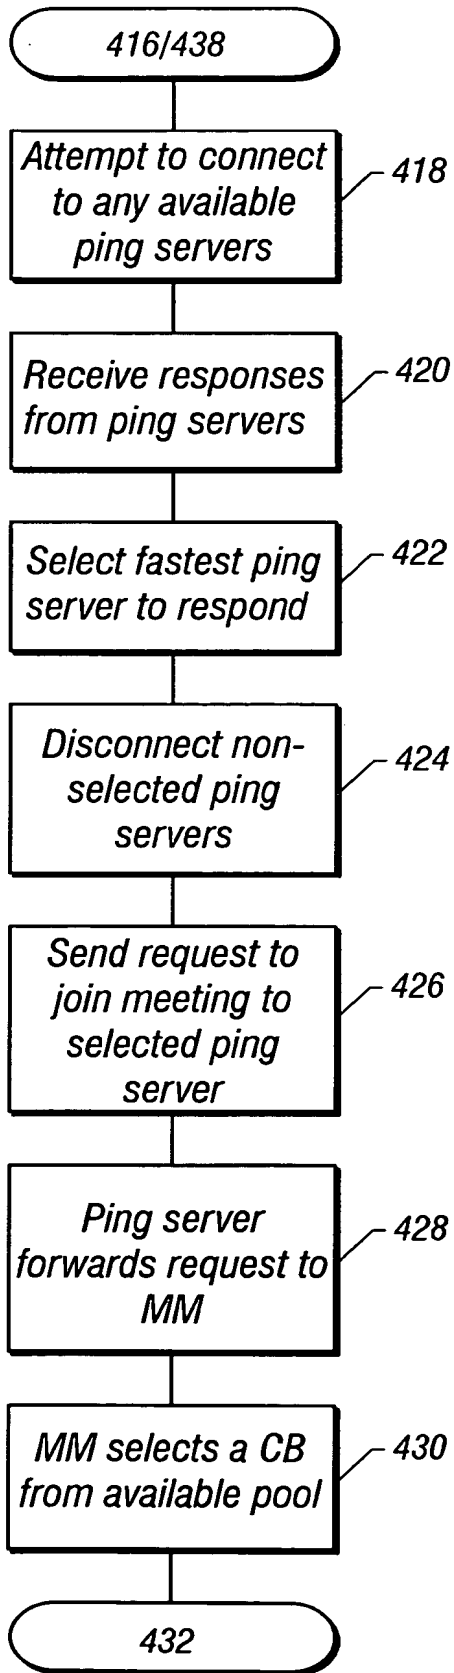 416/438
Attempt to connect
to any available
ping servers
418
Receive responses
from ping servers
420
Select fastest ping
server to respond
422
Disconnect non-
selected ping
servers
424
Send request to
join meeting to
selected ping
server
426
Ping server
forwards request to
MM
428
MM selects a CB
from available pool
430
432